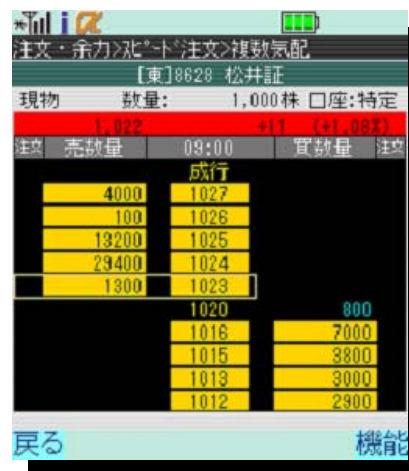 注文・余力>スピード注文>複数気配
[東]8628 松井証
現物 数量: 1,000株 口座:特定
1,022 +11 (+1.08%)
注文 売数量 09:00 買数量 注文
成行
4000 1027
100 1026
13200 1025
29400 1024
1300 1023
1020 800
1016 7000
1015 3800
1013 3000
1012 2900
戻る 機能